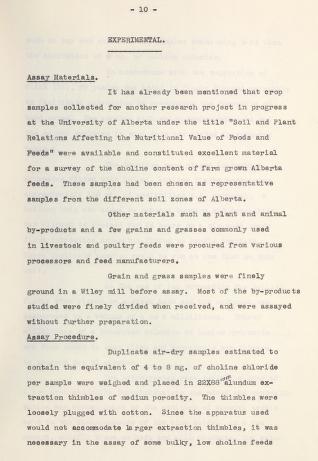 - 10 -
EXPERIMENTAL.
Assay Materials.
It has already been mentioned that crop
samples collected for another research project in progress
at the University of Alberta under the title "Soil and Plant
Relations Affecting the Nutritional Value of Foods and
Feeds" were available and constituted excellent material
for a survey of the choline content of farm grown Alberta
feeds. These samples had been chosen as representative
samples from the different soil zones of Alberta.
Other materials such as plant and animal
by-products and a few grains and grasses commonly used
in livestock and poultry feeds were procured from various
processors and feed manufacturers.
Grain and grass samples were finely
ground in a Wiley mill before assay. Most of the by-products
studied were finely divided when received, and were assayed
without further preparation.
Assay Procedure.
Duplicate air-dry samples estimated to
contain the equivalent of 4 to 8 mg. of choline chloride
per sample were weighed and placed in 22X88 mm alundum ex-
traction thimbles of medium porosity. The thimbles were
loosely plugged with cotton. Since the apparatus used
would not accommodate larger extraction thimbles, it was
necessary in the assay of some bulky, low choline feeds